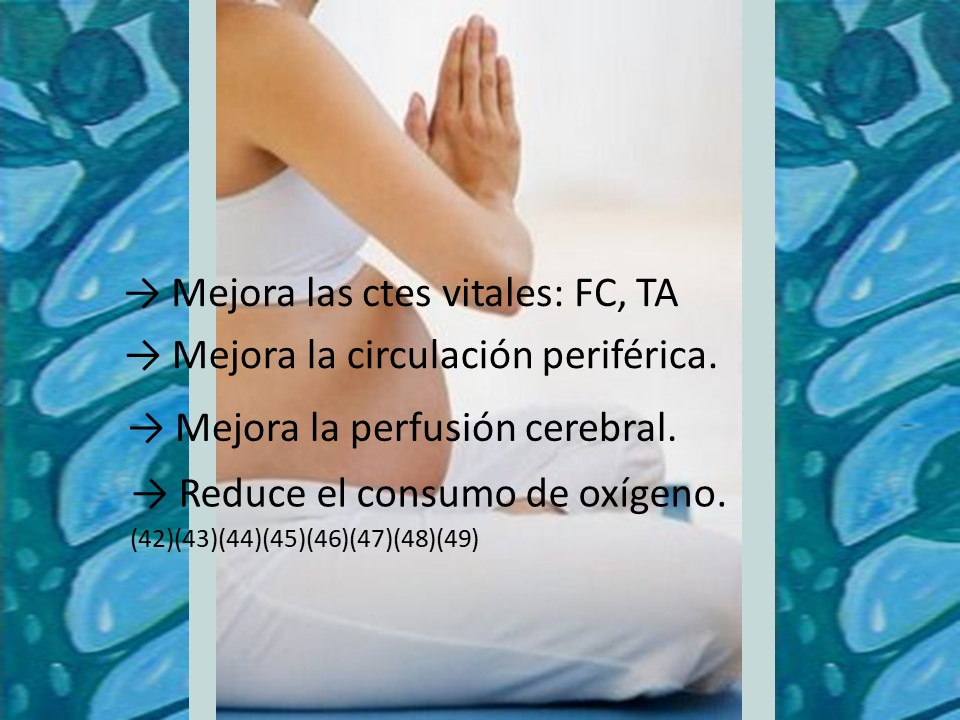 → Mejora las ctes vitales: FC, TA
→ Mejora la circulación periférica.
→ Mejora la perfusión cerebral.
→ Reduce el consumo de oxígeno.
(42)(43)(44)(45)(46)(47)(48)(49)